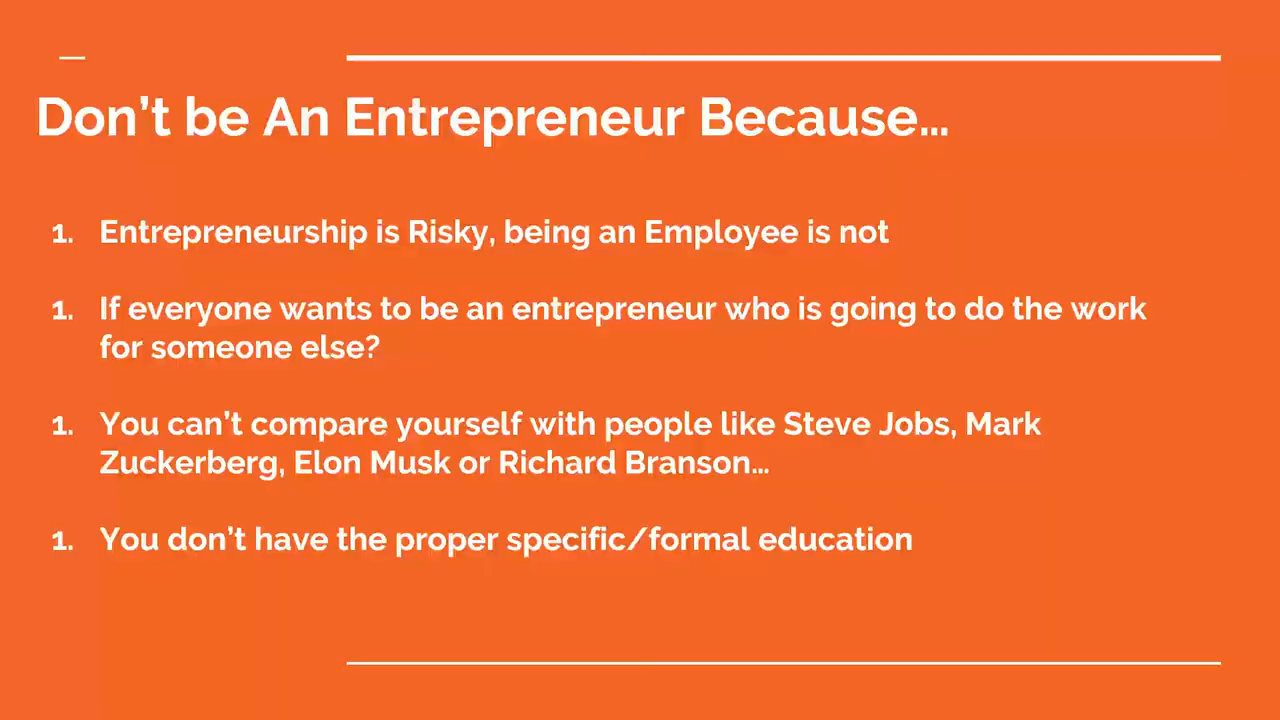 Don't be An Entrepreneur Because…
1. Entrepreneurship is Risky, being an Employee is not
1. If everyone wants to be an entrepreneur who is going to do the work
for someone else?
1. You can't compare yourself with people like Steve Jobs, Mark
Zuckerberg, Elon Musk or Richard Branson…
1. You don't have the proper specific/formal education